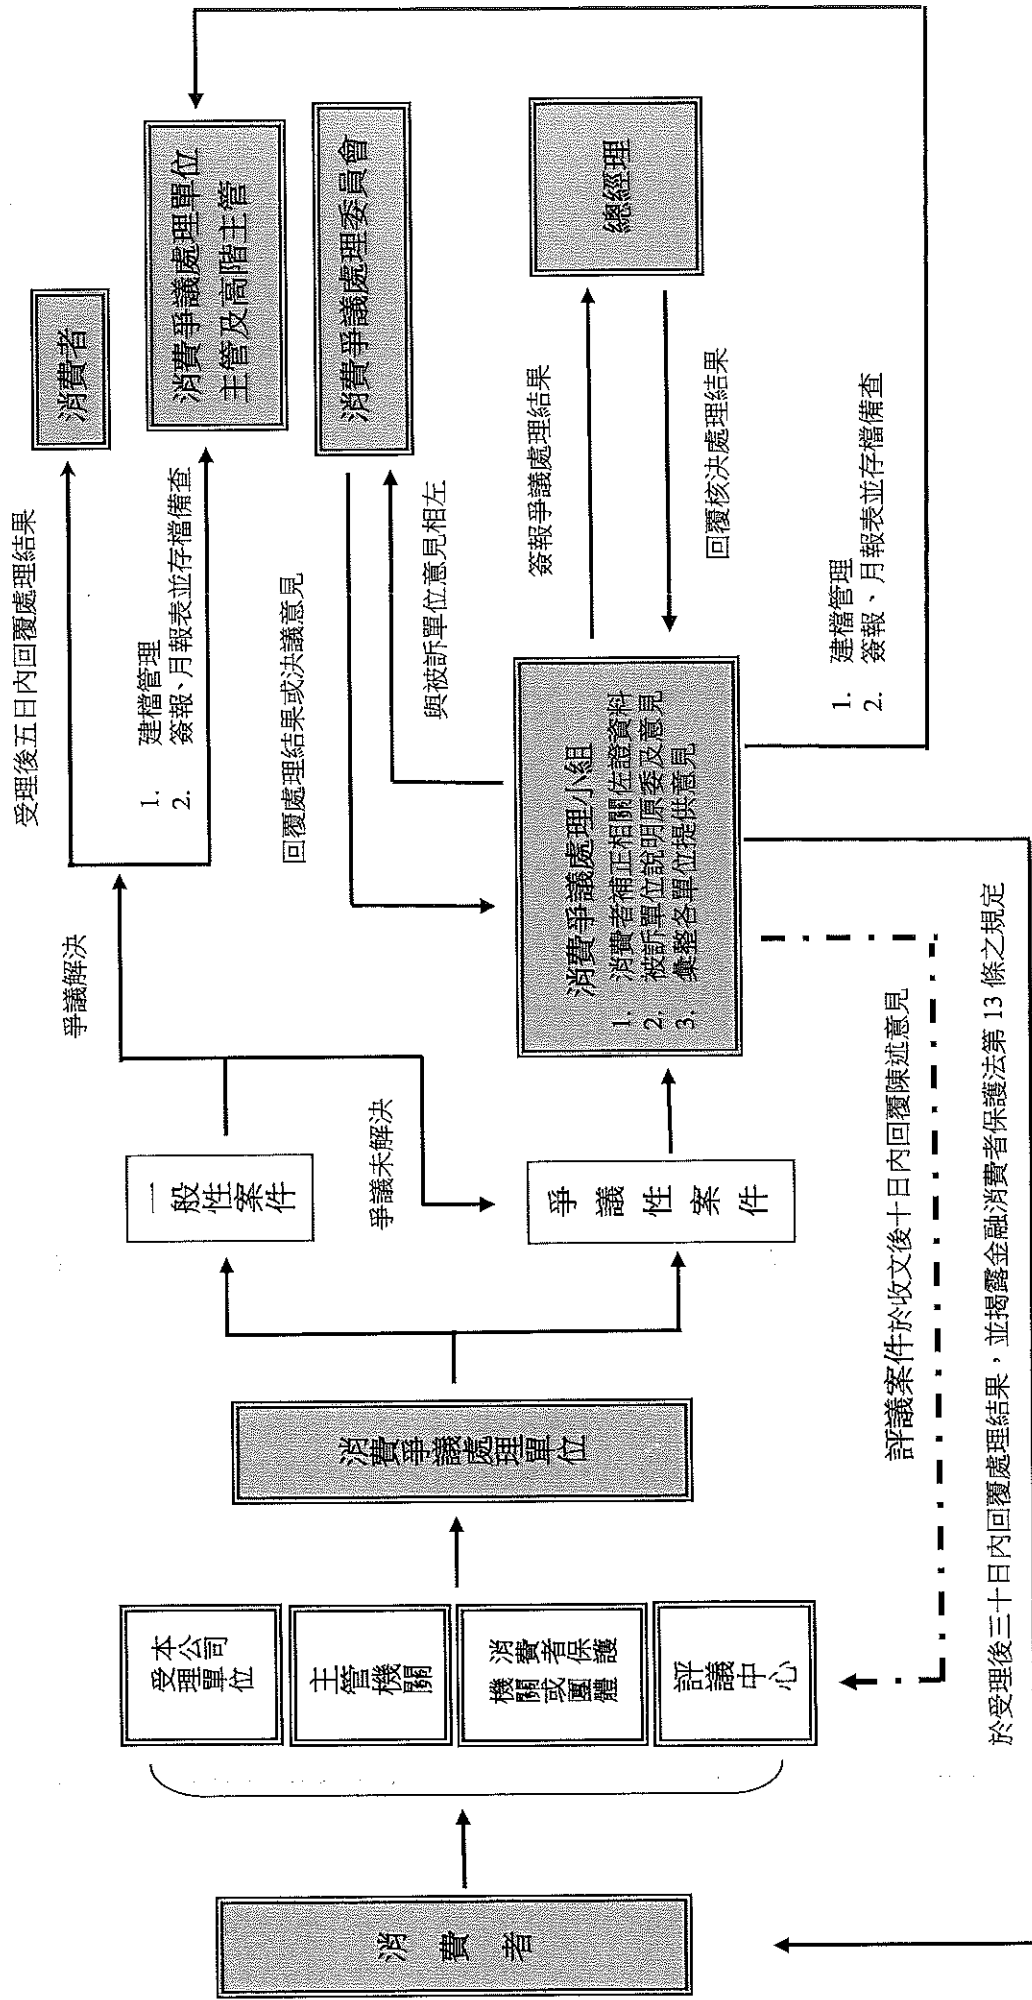 消費者
本公司
受理單位
主管
機關
消費者保護
機關或團體
評議
中心
消費爭議處理單位
一般
性案件
爭議性案件
爭議解決
爭議未解決
受理後五日內回覆處理結果
1. 建檔管理
2. 簽報、月報表並存檔備查
消費者
消費爭議處理單位
主管及高階主管
回覆處理結果或決議意見
消費爭議處理委員會
與被訴單位意見相左
消費爭議處理小組
1. 消費者補正相關佐證資料
2. 被訴單位說明原委及意見
3. 彙整各單位提供意見
簽報爭議處理結果
回覆核決處理結果
總經理
1. 建檔管理
2. 簽報、月報表並存檔備查
評議案件於收文後十日內回覆陳述意見
於受理後三十日內回覆處理結果，並揭露金融消費者保護法第 13 條之規定